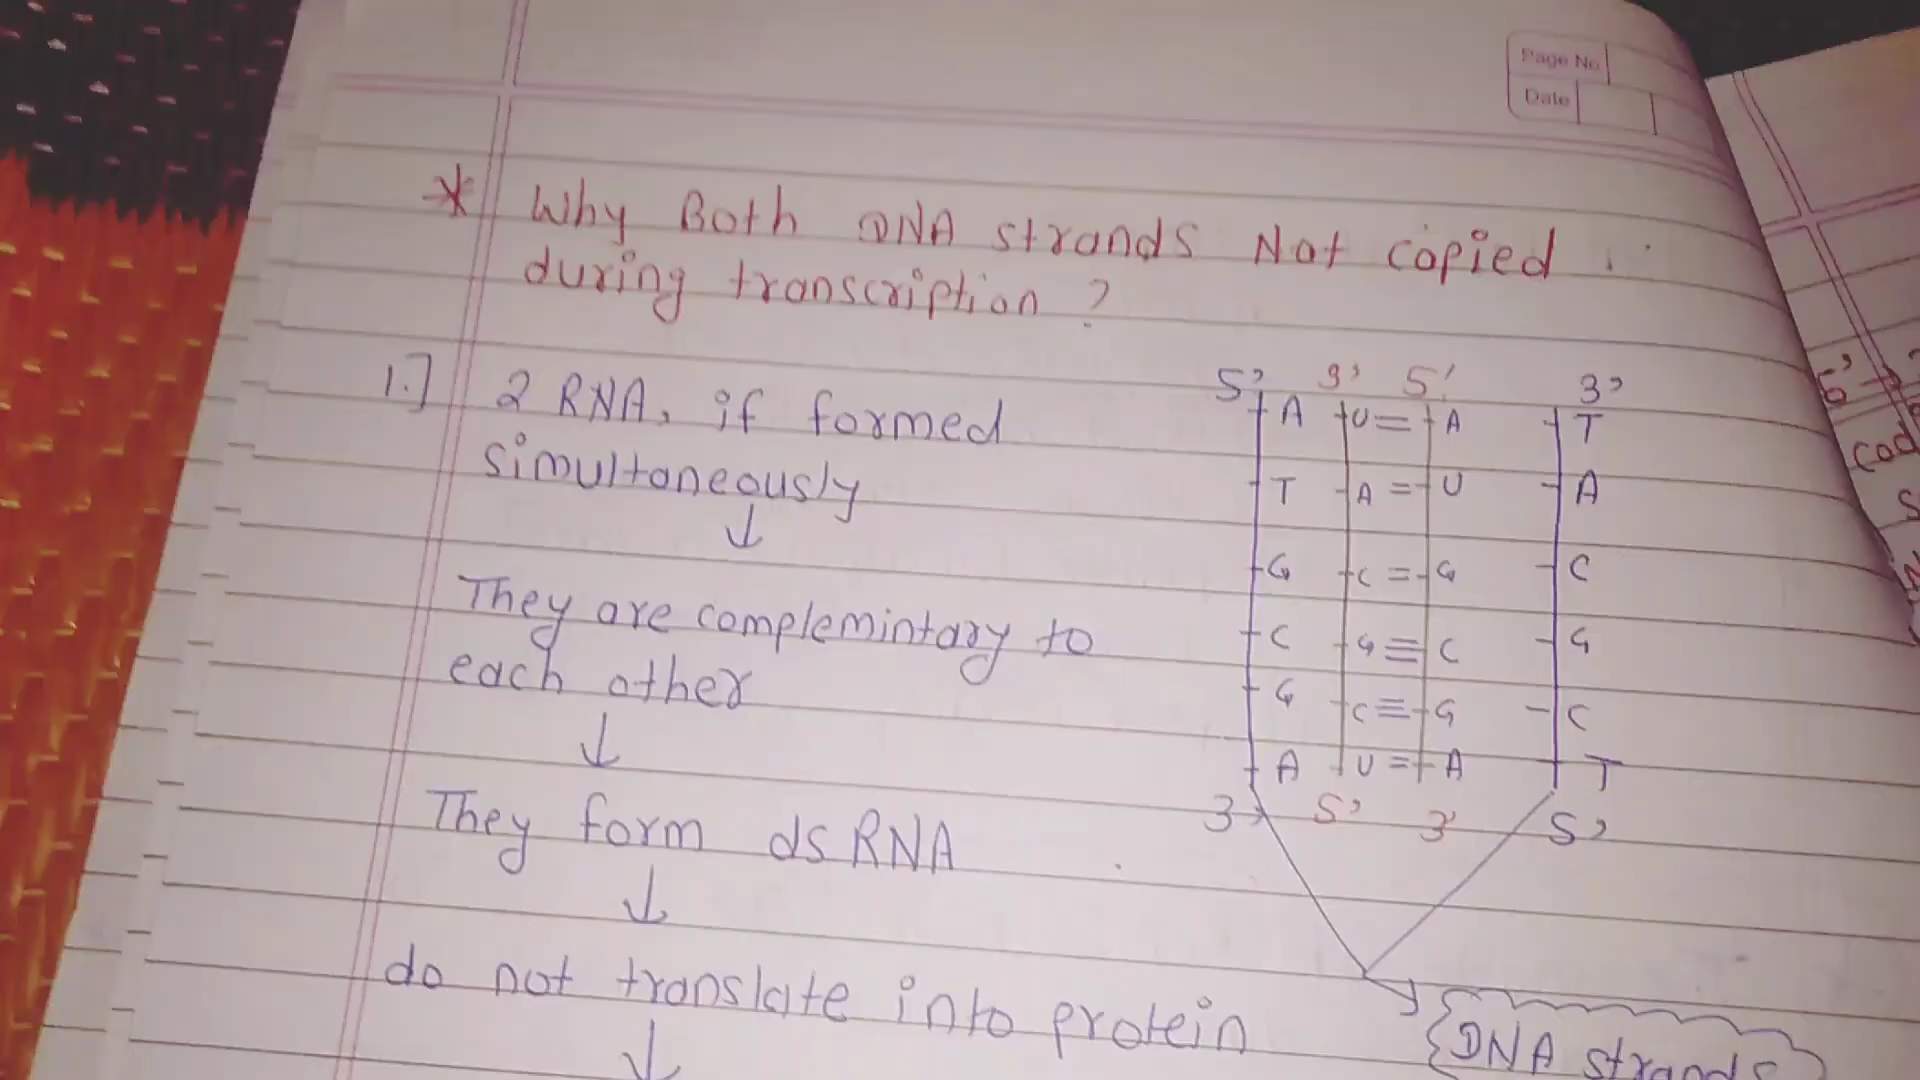 Page No
Date
* Why Both DNA strands Not copied
during transcription ?
1.] 2 RNA, if formed
simultaneously
↓
They are complemintary to
each other
↓
They form ds RNA
↓
do not translate into protein
↓
5' 3' 5' 3'
A U = A T
T A = U A
G C = G C
C G ≡ C G
G C ≡ G C
A U = A T
3' 5' 3' 5'
DNA strands